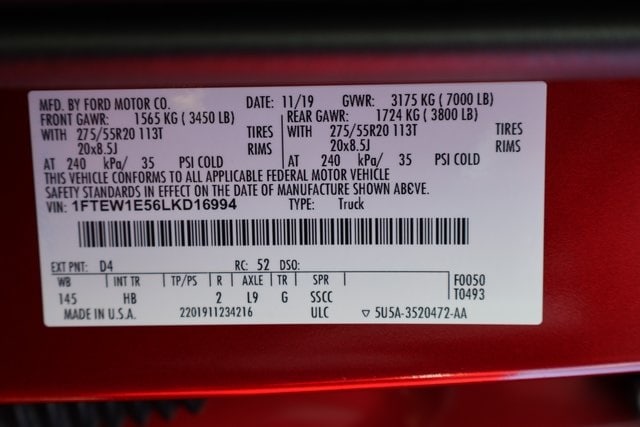 MFD. BY FORD MOTOR CO. DATE: 11/19 GVWR: 3175 KG ( 7000 LB)
FRONT GAWR: 1565 KG ( 3450 LB) REAR GAWR: 1724 KG ( 3800 LB)
WITH 275/55R20 113T TIRES WITH 275/55R20 113T TIRES
20x8.5J RIMS 20x8.5J RIMS
AT 240 kPa/ 35 PSI COLD AT 240 kPa/ 35 PSI COLD
THIS VEHICLE CONFORMS TO ALL APPLICABLE FEDERAL MOTOR VEHICLE
SAFETY STANDARDS IN EFFECT ON THE DATE OF MANUFACTURE SHOWN ABOVE.
VIN: 1FTEW1E56LKD16994 TYPE: Truck
EXT PNT: D4 RC: 52 DSO:
WB INT TR TP/PS R AXLE TR SPR F0050
145 HB 2 L9 G SSCC T0493
MADE IN U.S.A. 2201911234216 ULC ▽ 5U5A-3520472-AA